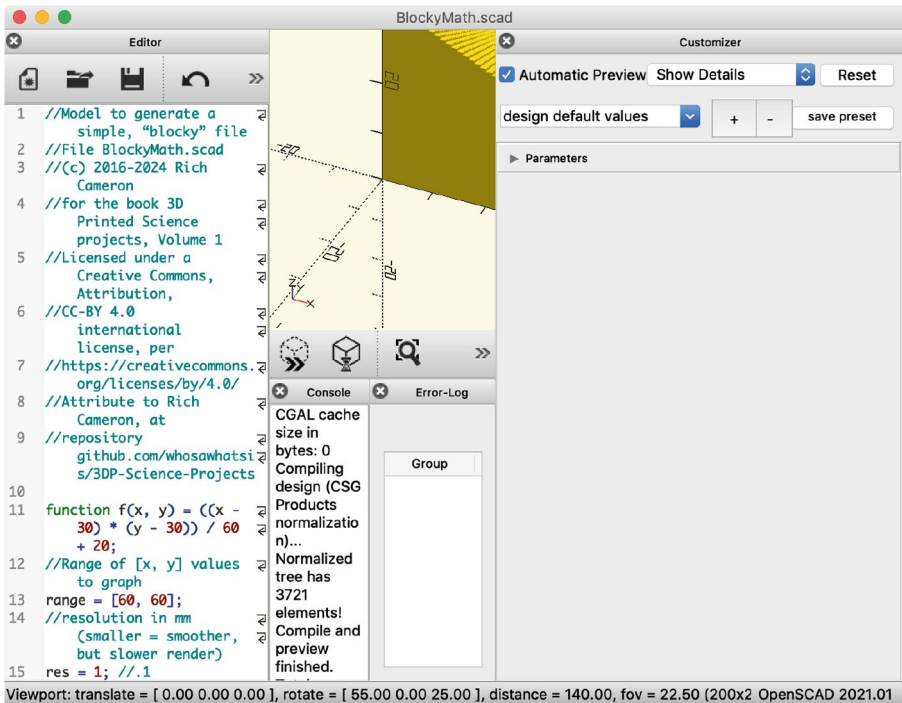 BlockyMath.scad
Editor
1 //Model to generate a
simple, “blocky” file
2 //File BlockyMath.scad
3 //(c) 2016-2024 Rich
Cameron
4 //for the book 3D
Printed Science
projects, Volume 1
5 //Licensed under a
Creative Commons,
Attribution,
6 //CC-BY 4.0
international
license, per
7 //https://creativecommons.
org/licenses/by/4.0/
8 //Attribute to Rich
Cameron, at
9 //repository
github.com/whosawhatsi
s/3DP-Science-Projects
10
11 function f(x, y) = ((x -
30) * (y - 30)) / 60
+ 20;
12 //Range of [x, y] values
to graph
13 range = [60, 60];
14 //resolution in mm
(smaller = smoother,
but slower render)
15 res = 1; //.1
20
-20
-20
-20
Z
Y
X
Console
CGAL cache
size in
bytes: 0
Compiling
design (CSG
Products
normalizatio
n)...
Normalized
tree has
3721
elements!
Compile and
preview
finished.
Error-Log
Group
Customizer
Automatic Preview Show Details Reset
design default values + - save preset
Parameters
Viewport: translate = [ 0.00 0.00 0.00 ], rotate = [ 55.00 0.00 25.00 ], distance = 140.00, fov = 22.50 (200x2 OpenSCAD 2021.01